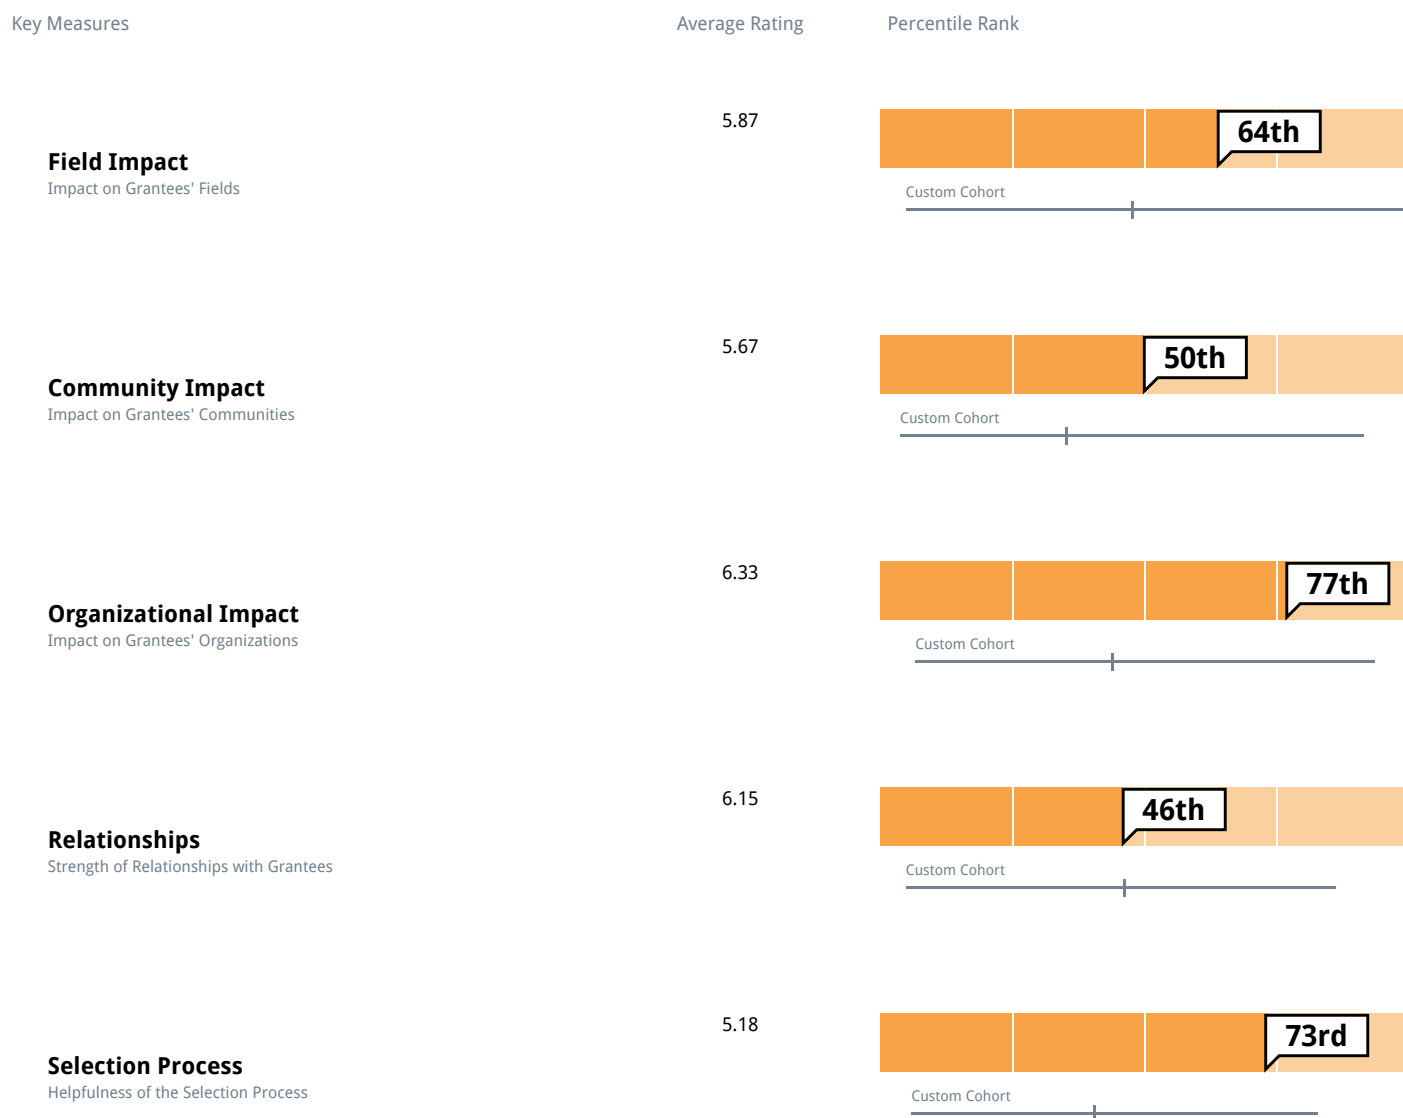 Key Measures Average Rating Percentile Rank
5.87 64th
Field Impact
Impact on Grantees' Fields
Custom Cohort
5.67 50th
Community Impact
Impact on Grantees' Communities
Custom Cohort
6.33 77th
Organizational Impact
Impact on Grantees' Organizations
Custom Cohort
6.15 46th
Relationships
Strength of Relationships with Grantees
Custom Cohort
5.18 73rd
Selection Process
Helpfulness of the Selection Process
Custom Cohort